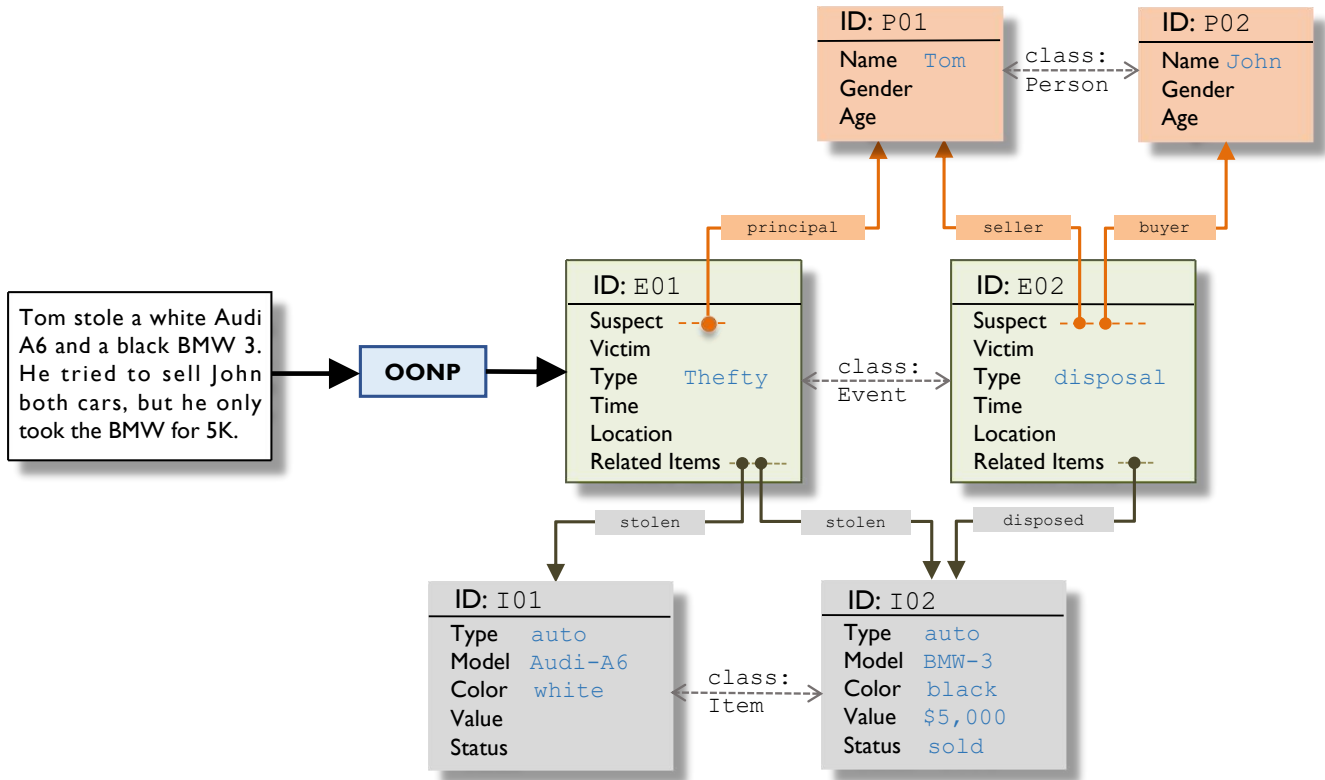 ID: P01
Name Tom
Gender
Age
class:
Person
ID: P02
Name John
Gender
Age
principal
seller
buyer
Tom stole a white Audi
A6 and a black BMW 3.
He tried to sell John
both cars, but he only
took the BMW for 5K.
OONP
ID: E01
Suspect
Victim
Type Thefty
Time
Location
Related Items
class:
Event
ID: E02
Suspect
Victim
Type disposal
Time
Location
Related Items
stolen
stolen
disposed
ID: I01
Type auto
Model Audi-A6
Color white
Value
Status
class:
Item
ID: I02
Type auto
Model BMW-3
Color black
Value $5,000
Status sold